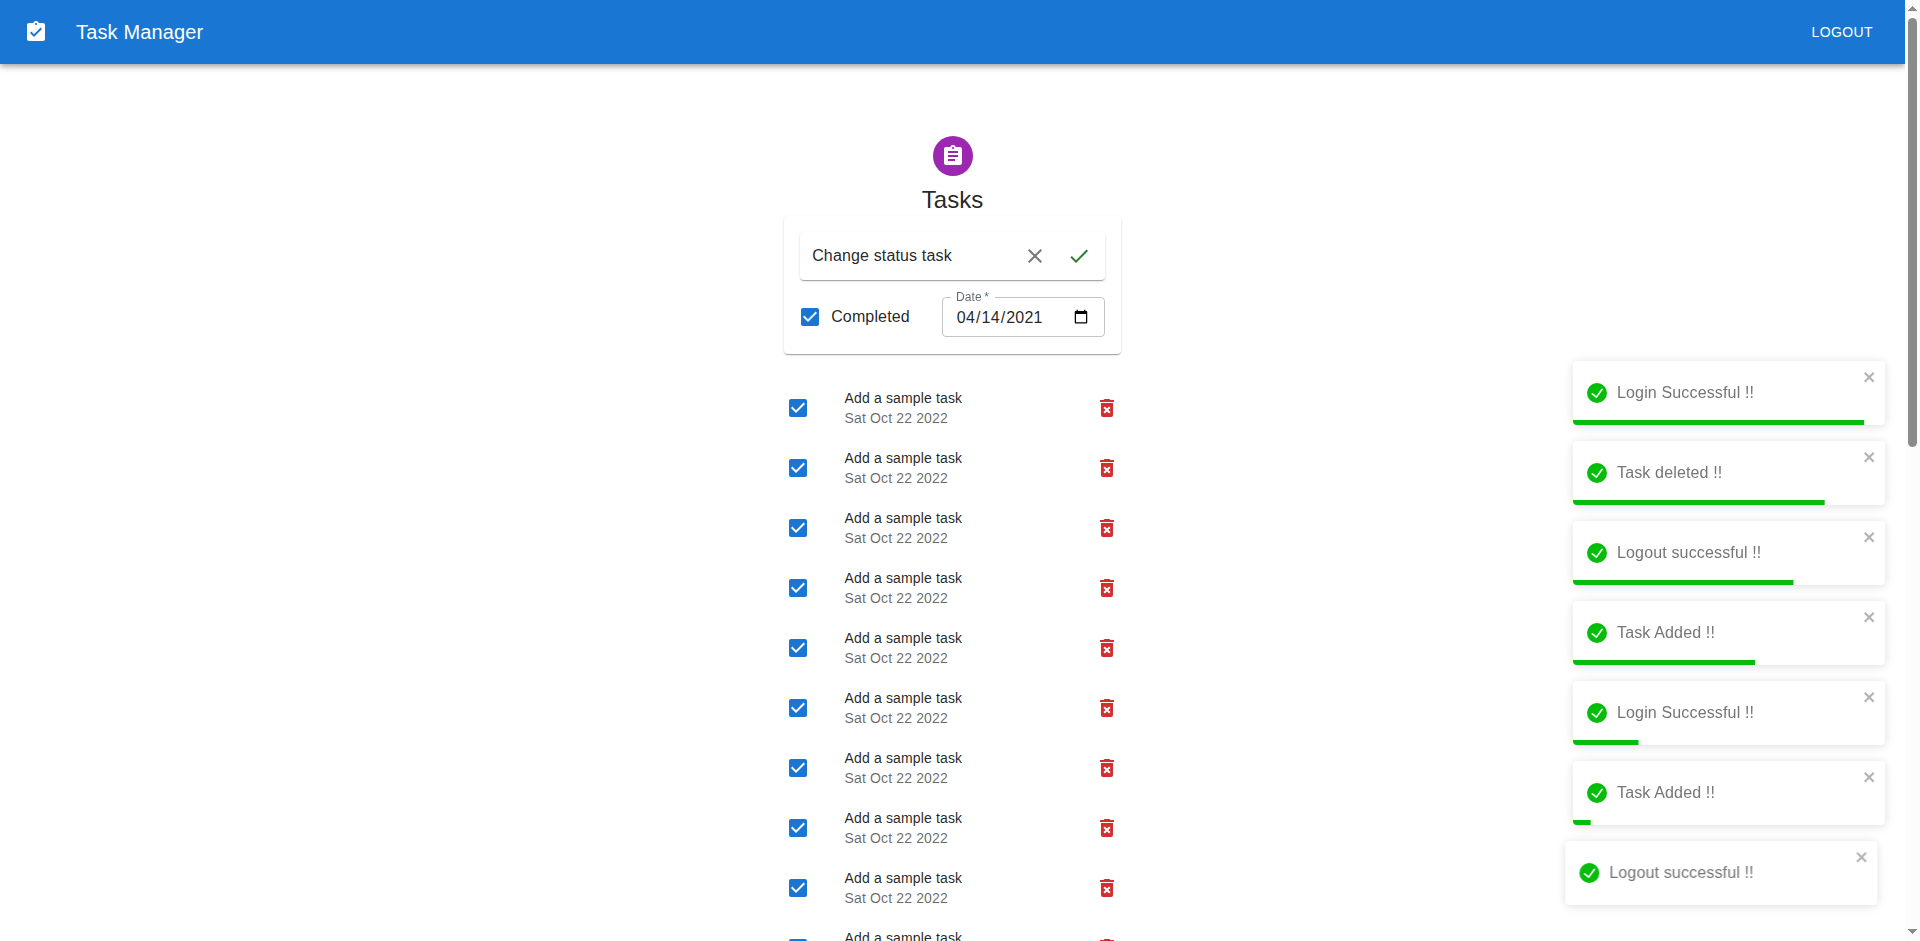 Task Manager
LOGOUT
Tasks
Change status task
Completed
Date *
04/14/2021
Add a sample task
Sat Oct 22 2022
Add a sample task
Sat Oct 22 2022
Add a sample task
Sat Oct 22 2022
Add a sample task
Sat Oct 22 2022
Add a sample task
Sat Oct 22 2022
Add a sample task
Sat Oct 22 2022
Add a sample task
Sat Oct 22 2022
Add a sample task
Sat Oct 22 2022
Add a sample task
Sat Oct 22 2022
Add a sample task
Login Successful !!
Task deleted !!
Logout successful !!
Task Added !!
Login Successful !!
Task Added !!
Logout successful !!